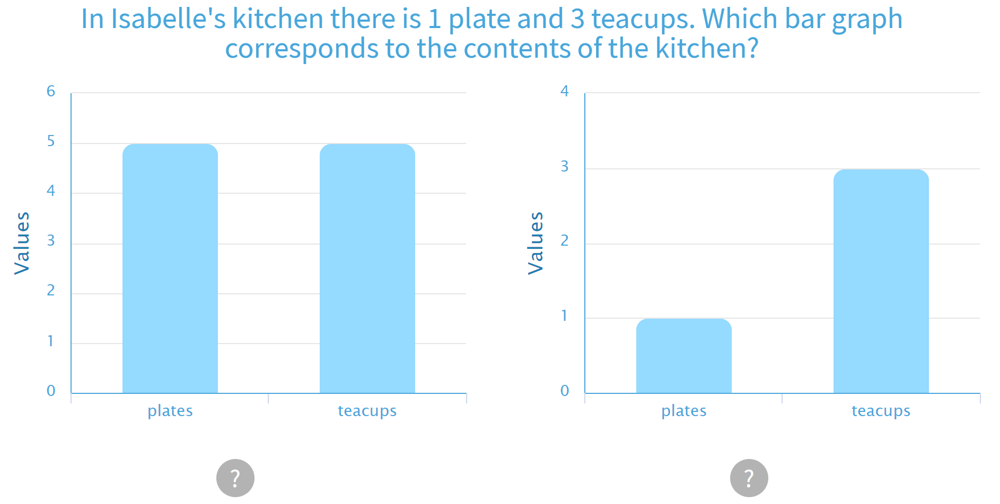 In Isabelle's kitchen there is 1 plate and 3 teacups. Which bar graph
corresponds to the contents of the kitchen?
6
5
4
3
2
1
0
Values
plates teacups
4
3
2
1
0
Values
plates teacups
? ?